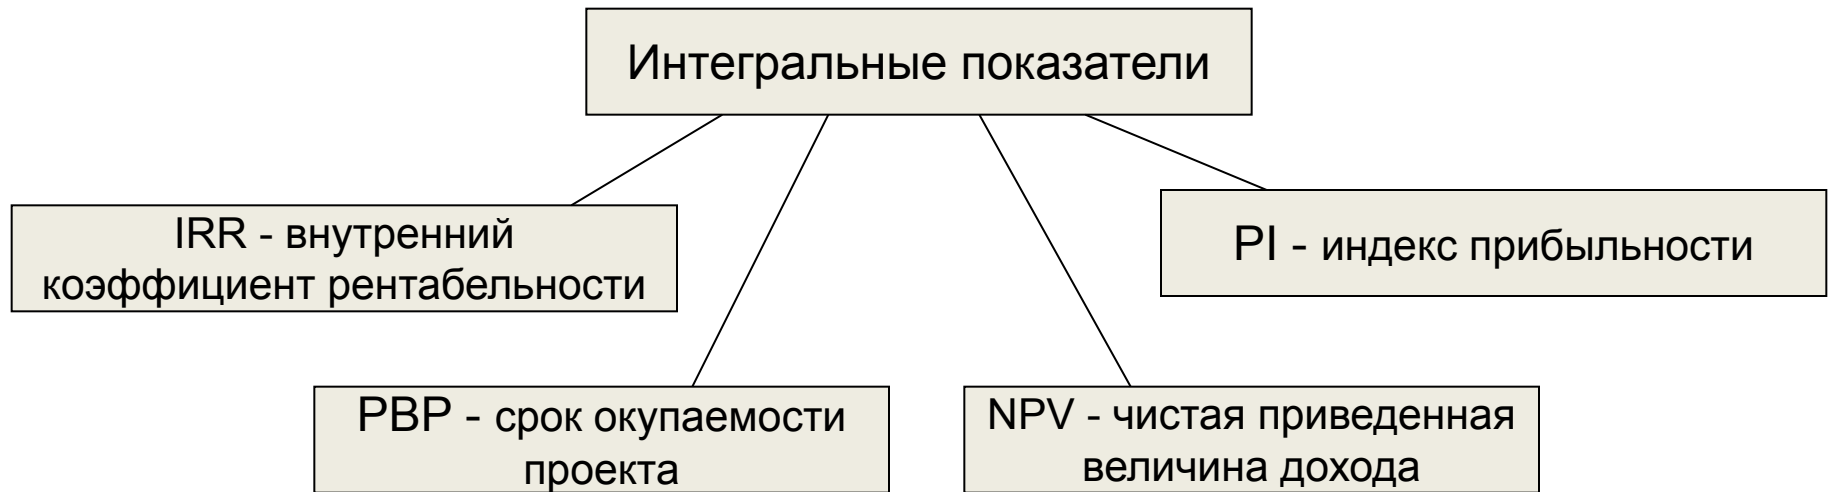 Интегральные показатели
IRR - внутренний
коэффициент рентабельности
PI - индекс прибыльности
PBP - срок окупаемости
проекта
NPV - чистая приведенная
величина дохода